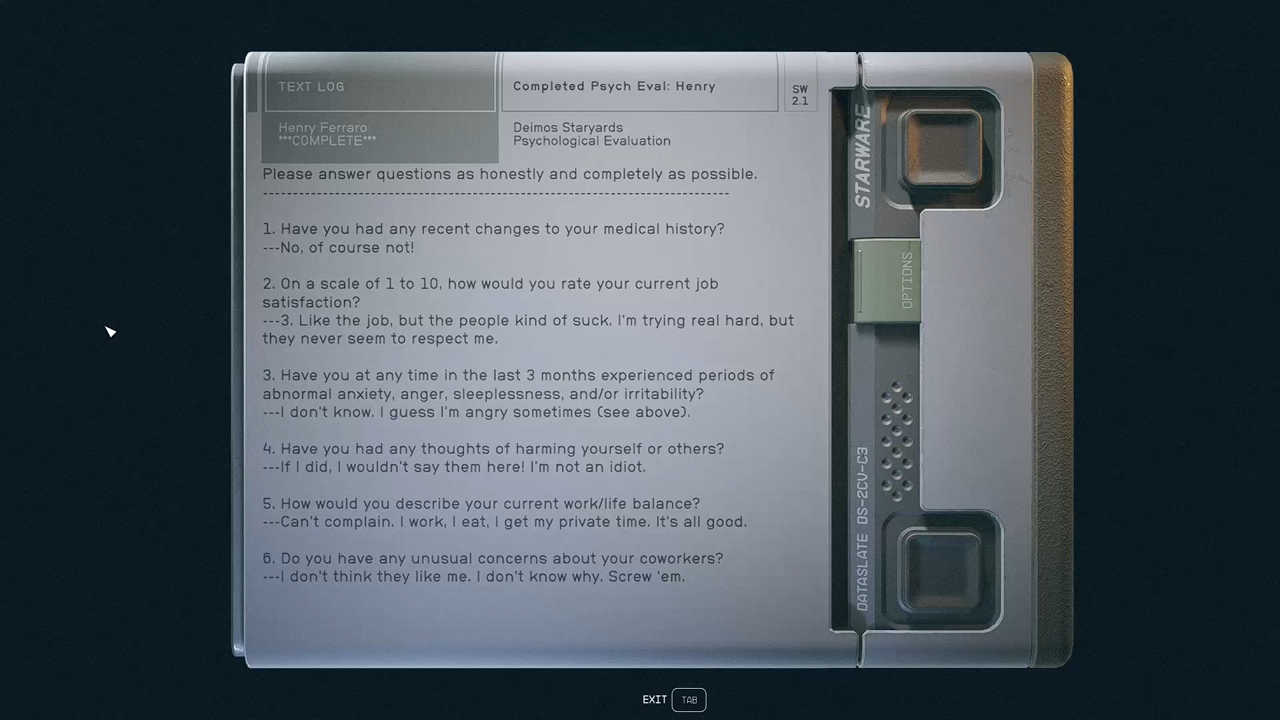 TEXT LOG
Completed Psych Eval: Henry
SW
2.1
Henry Ferraro
***COMPLETE***
Deimos Staryards
Psychological Evaluation
Please answer questions as honestly and completely as possible.
------------------------------------------------------------------------------
1. Have you had any recent changes to your medical history?
---No, of course not!
2. On a scale of 1 to 10, how would you rate your current job
satisfaction?
---3. Like the job, but the people kind of suck. I'm trying real hard, but
they never seem to respect me.
3. Have you at any time in the last 3 months experienced periods of
abnormal anxiety, anger, sleeplessness, and/or irritability?
---I don't know. I guess I'm angry sometimes (see above).
4. Have you had any thoughts of harming yourself or others?
---If I did, I wouldn't say them here! I'm not an idiot.
5. How would you describe your current work/life balance?
---Can't complain. I work, I eat, I get my private time. It's all good.
6. Do you have any unusual concerns about your coworkers?
---I don't think they like me. I don't know why. Screw 'em.
STARWARE
OPTIONS
DATASLATE DS-2CV-C3
EXIT TAB